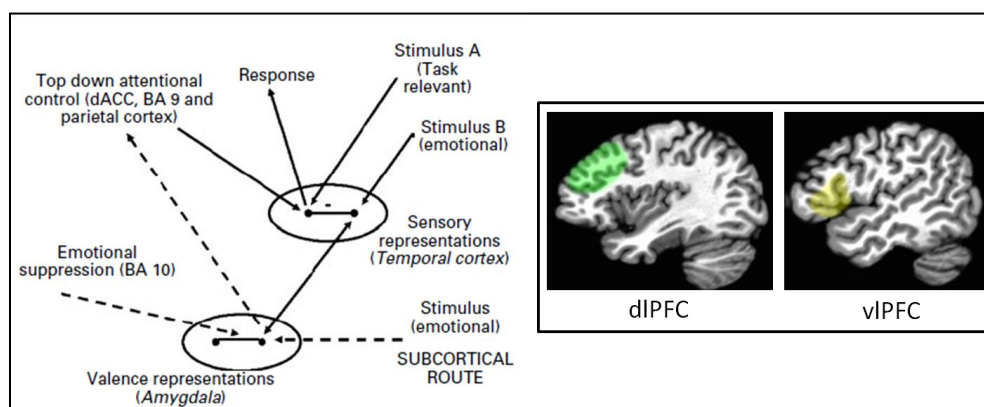 Top down attentional
control (dACC, BA 9 and
parietal cortex)
Response
Stimulus A
(Task
relevant)
Stimulus B
(emotional)
-
Sensory
representations
(Temporal cortex)
Emotional
suppression (BA 10)
Stimulus
(emotional)
SUBCORTICAL
ROUTE
Valence representations
(Amygdala)
dlPFC
vlPFC